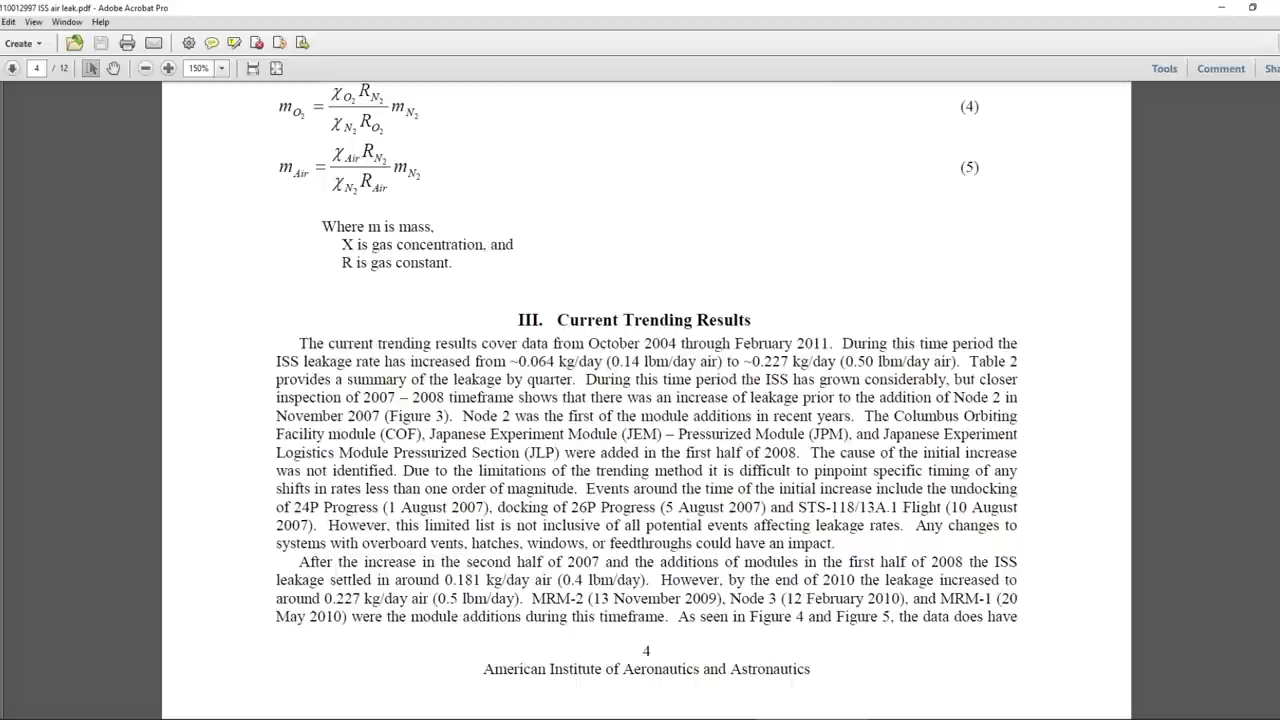 110012997 ISS air leak.pdf - Adobe Acrobat Pro
Edit View Window Help
Create
4 / 12 150% Tools Comment
m_O2 = χ_O2 R_N2 / χ_N2 R_O2 m_N2 (4)
m_Air = χ_Air R_N2 / χ_N2 R_Air m_N2 (5)
Where m is mass,
X is gas concentration, and
R is gas constant.
III. Current Trending Results
The current trending results cover data from October 2004 through February 2011. During this time period the
ISS leakage rate has increased from ~0.064 kg/day (0.14 lbm/day air) to ~0.227 kg/day (0.50 lbm/day air). Table 2
provides a summary of the leakage by quarter. During this time period the ISS has grown considerably, but closer
inspection of 2007 – 2008 timeframe shows that there was an increase of leakage prior to the addition of Node 2 in
November 2007 (Figure 3). Node 2 was the first of the module additions in recent years. The Columbus Orbiting
Facility module (COF), Japanese Experiment Module (JEM) – Pressurized Module (JPM), and Japanese Experiment
Logistics Module Pressurized Section (JLP) were added in the first half of 2008. The cause of the initial increase
was not identified. Due to the limitations of the trending method it is difficult to pinpoint specific timing of any
shifts in rates less than one order of magnitude. Events around the time of the initial increase include the undocking
of 24P Progress (1 August 2007), docking of 26P Progress (5 August 2007) and STS-118/13A.1 Flight (10 August
2007). However, this limited list is not inclusive of all potential events affecting leakage rates. Any changes to
systems with overboard vents, hatches, windows, or feedthroughs could have an impact.
After the increase in the second half of 2007 and the additions of modules in the first half of 2008 the ISS
leakage settled in around 0.181 kg/day air (0.4 lbm/day). However, by the end of 2010 the leakage increased to
around 0.227 kg/day air (0.5 lbm/day). MRM-2 (13 November 2009), Node 3 (12 February 2010), and MRM-1 (20
May 2010) were the module additions during this timeframe. As seen in Figure 4 and Figure 5, the data does have
4
American Institute of Aeronautics and Astronautics